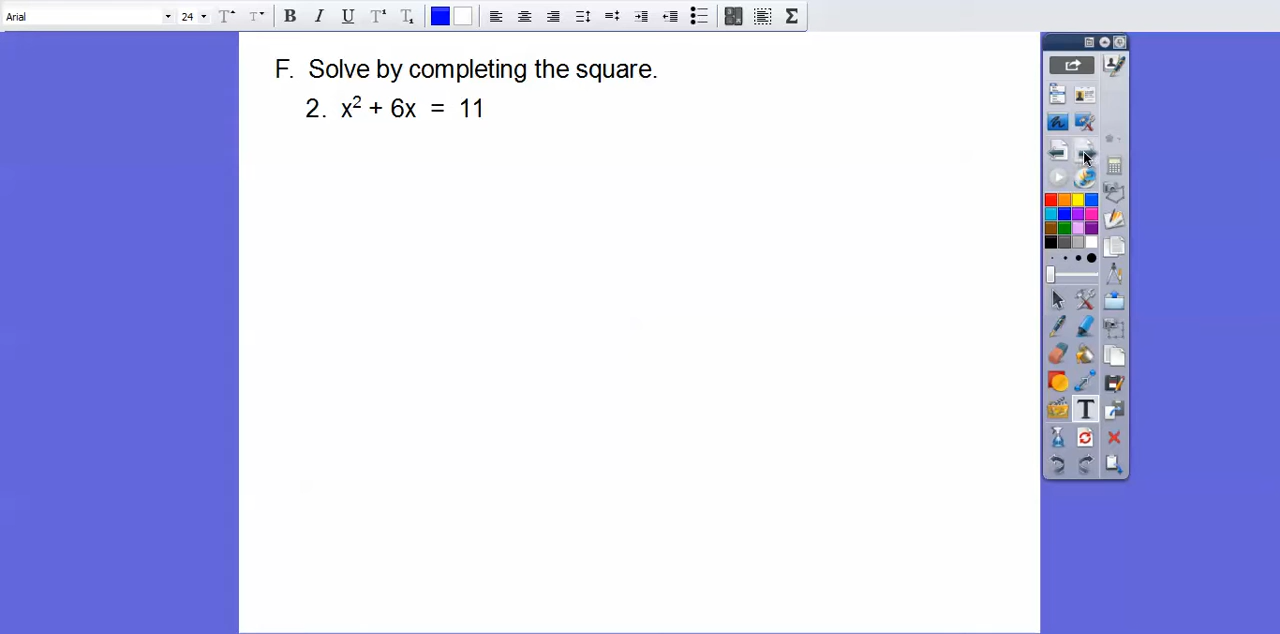 Arial 24 B I U
F. Solve by completing the square.
2. x² + 6x = 11
T